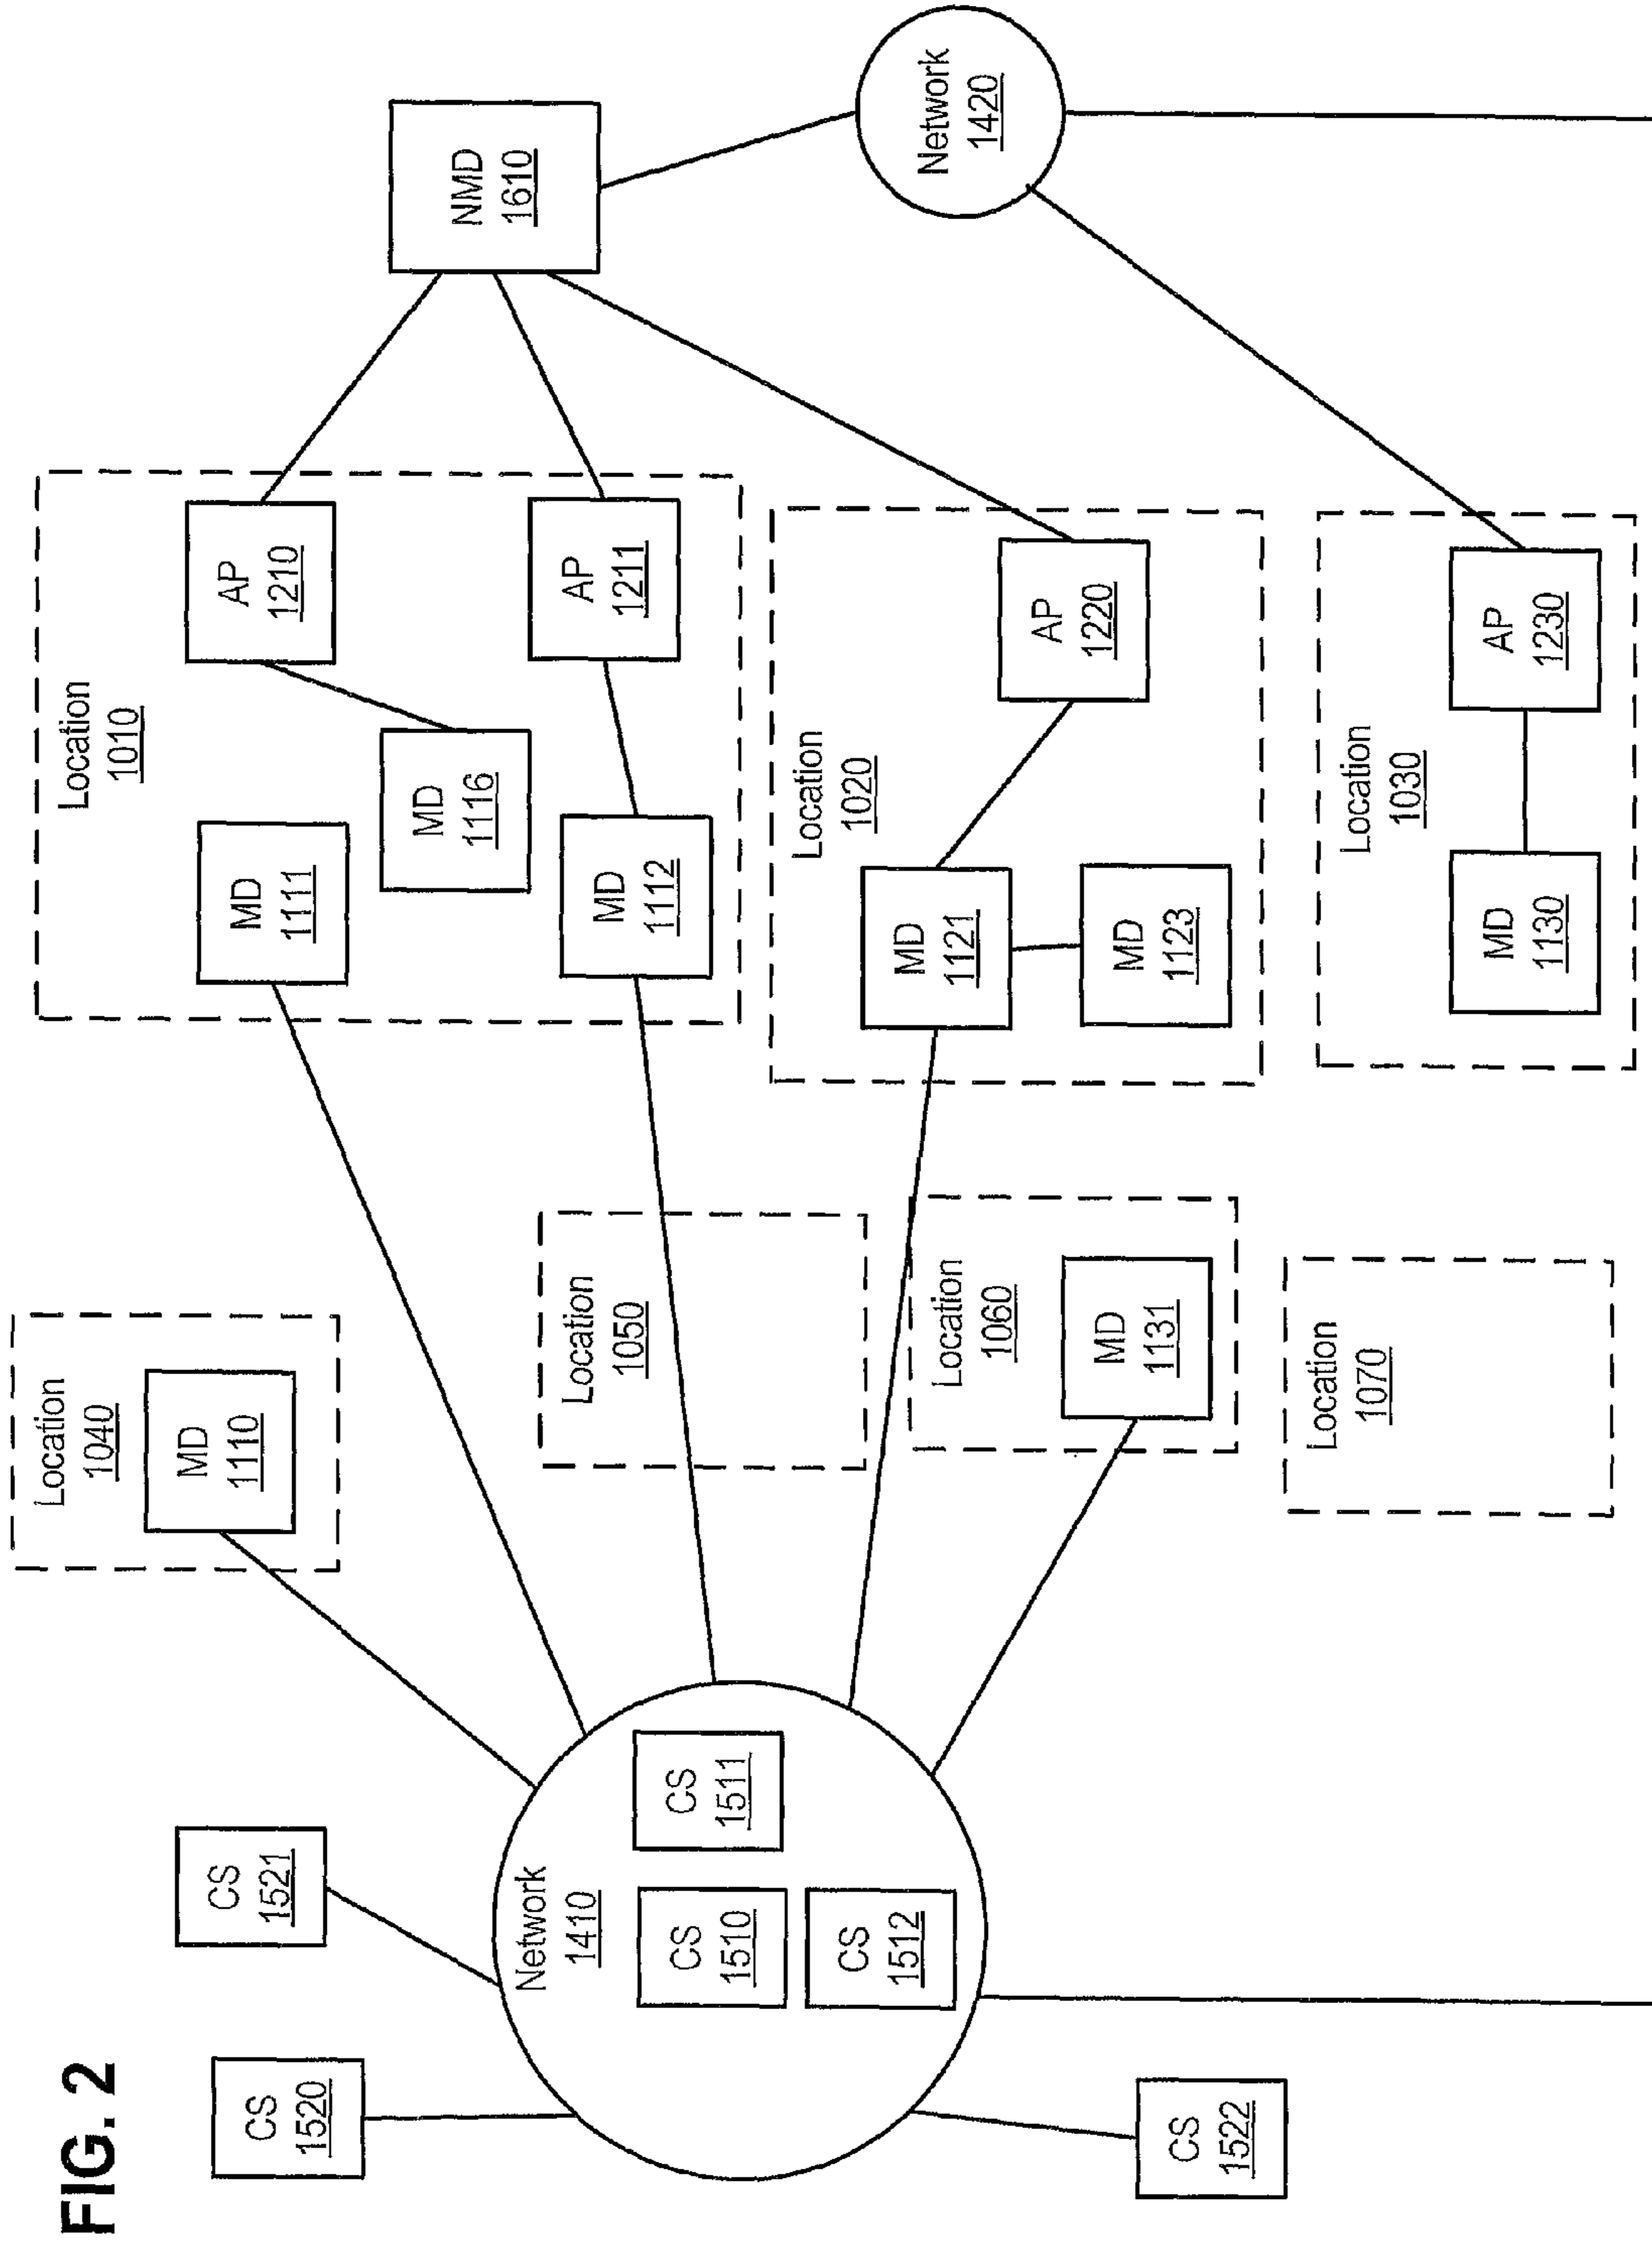 FIG. 2
CS
1520
CS
1521
Location
1040
MD
1110
Location
1010
MD
1111
MD
1116
AP
1210
MD
1112
AP
1211
NMD
1610
Network
1410
CS
1510
CS
1511
CS
1512
Location
1050
Location
1020
MD
1121
AP
1220
MD
1123
Network
1420
Location
1060
MD
1131
CS
1522
Location
1070
Location
1030
MD
1130
AP
1230